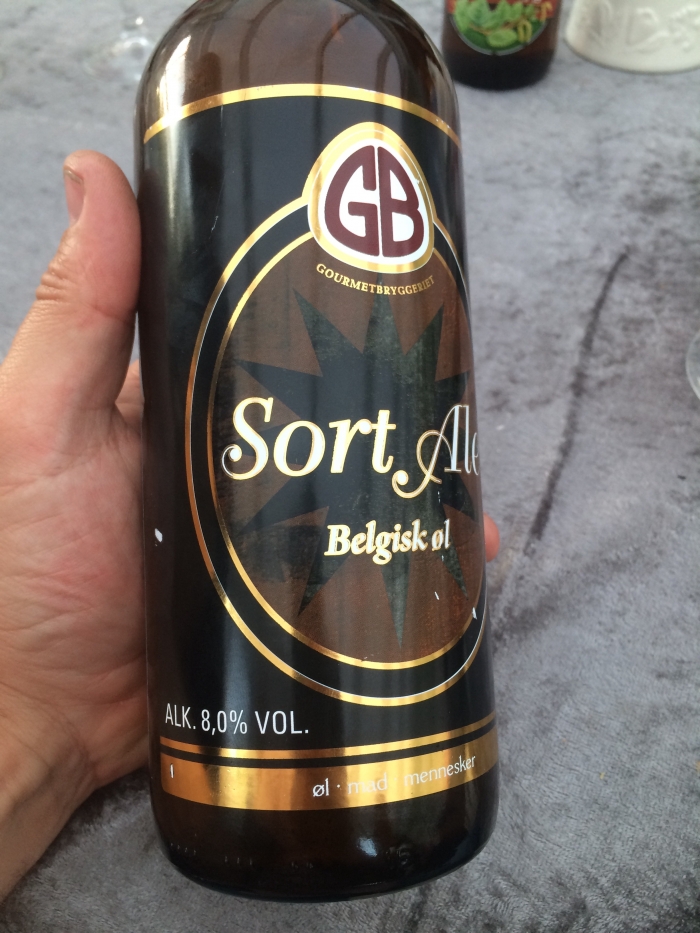 GB
GOURMETBRYGGERIET
Sort Ale
Belgisk øl
ALK. 8,0% VOL.
øl · mad mennesker